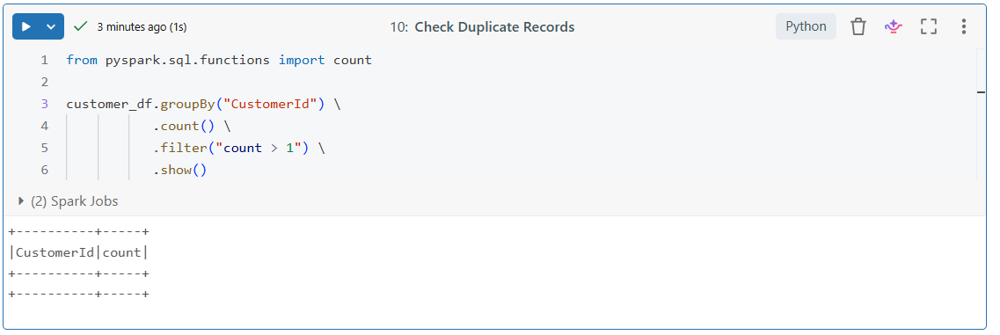 3 minutes ago (1s)
10: Check Duplicate Records
Python
1 from pyspark.sql.functions import count
2
3 customer_df.groupBy("CustomerId") \
4 .count() \
5 .filter("count > 1") \
6 .show()
(2) Spark Jobs
+----------+-----+
|CustomerId|count|
+----------+-----+
+----------+-----+